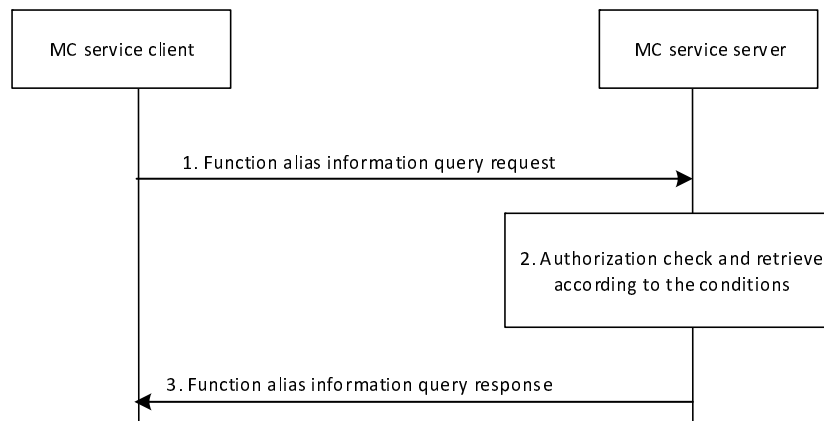 MC service client
MC service server
1. Function alias information query request
2. Authorization check and retrieve
according to the conditions
3. Function alias information query response